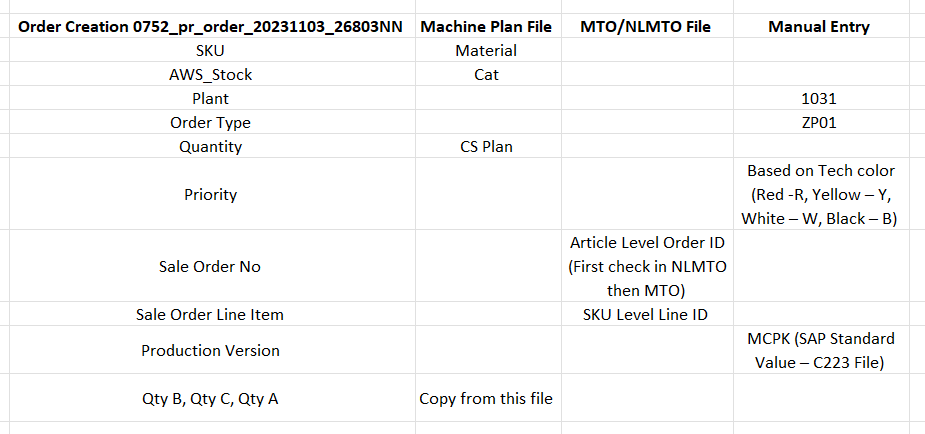 Order Creation 0752_pr_order_20231103_26803NN Machine Plan File MTO/NLMTO File Manual Entry
SKU Material
AWS_Stock Cat
Plant 1031
Order Type ZP01
Quantity CS Plan
Priority
Based on Tech color
(Red -R, Yellow – Y,
White – W, Black – B)
Sale Order No
Article Level Order ID
(First check in NLMTO
then MTO)
Sale Order Line Item SKU Level Line ID
Production Version
MCPK (SAP Standard
Value – C223 File)
Qty B, Qty C, Qty A Copy from this file